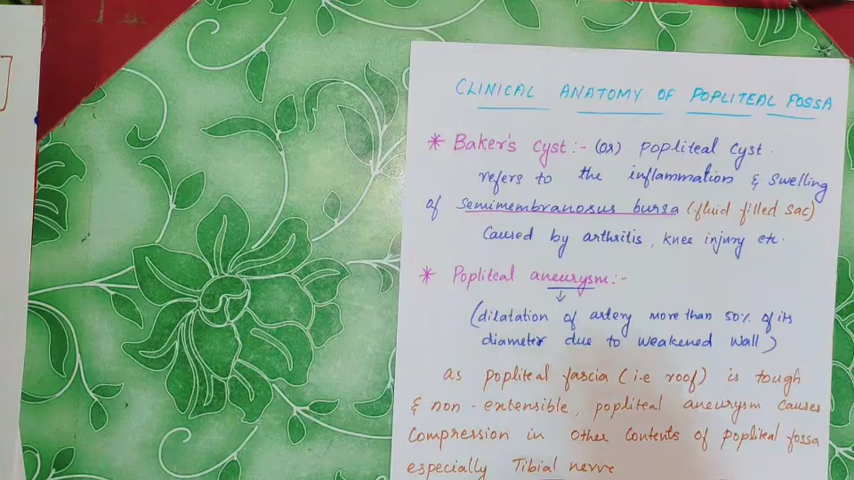 CLINICAL ANATOMY OF POPLITEAL FOSSA
* Baker's cyst :- (or) popliteal cyst.
refers to the inflammation & swelling
of semimembranosus bursa (fluid filled sac)
Caused by arthritis, knee injury etc.
* Popliteal aneurysm :-
(dilatation of artery more than 50% of its
diameter due to weakened wall)
as popliteal fascia (i.e roof) is tough
& non-extensible, popliteal aneurysm causes
Compression in other contents of popliteal fossa
especially Tibial nerve